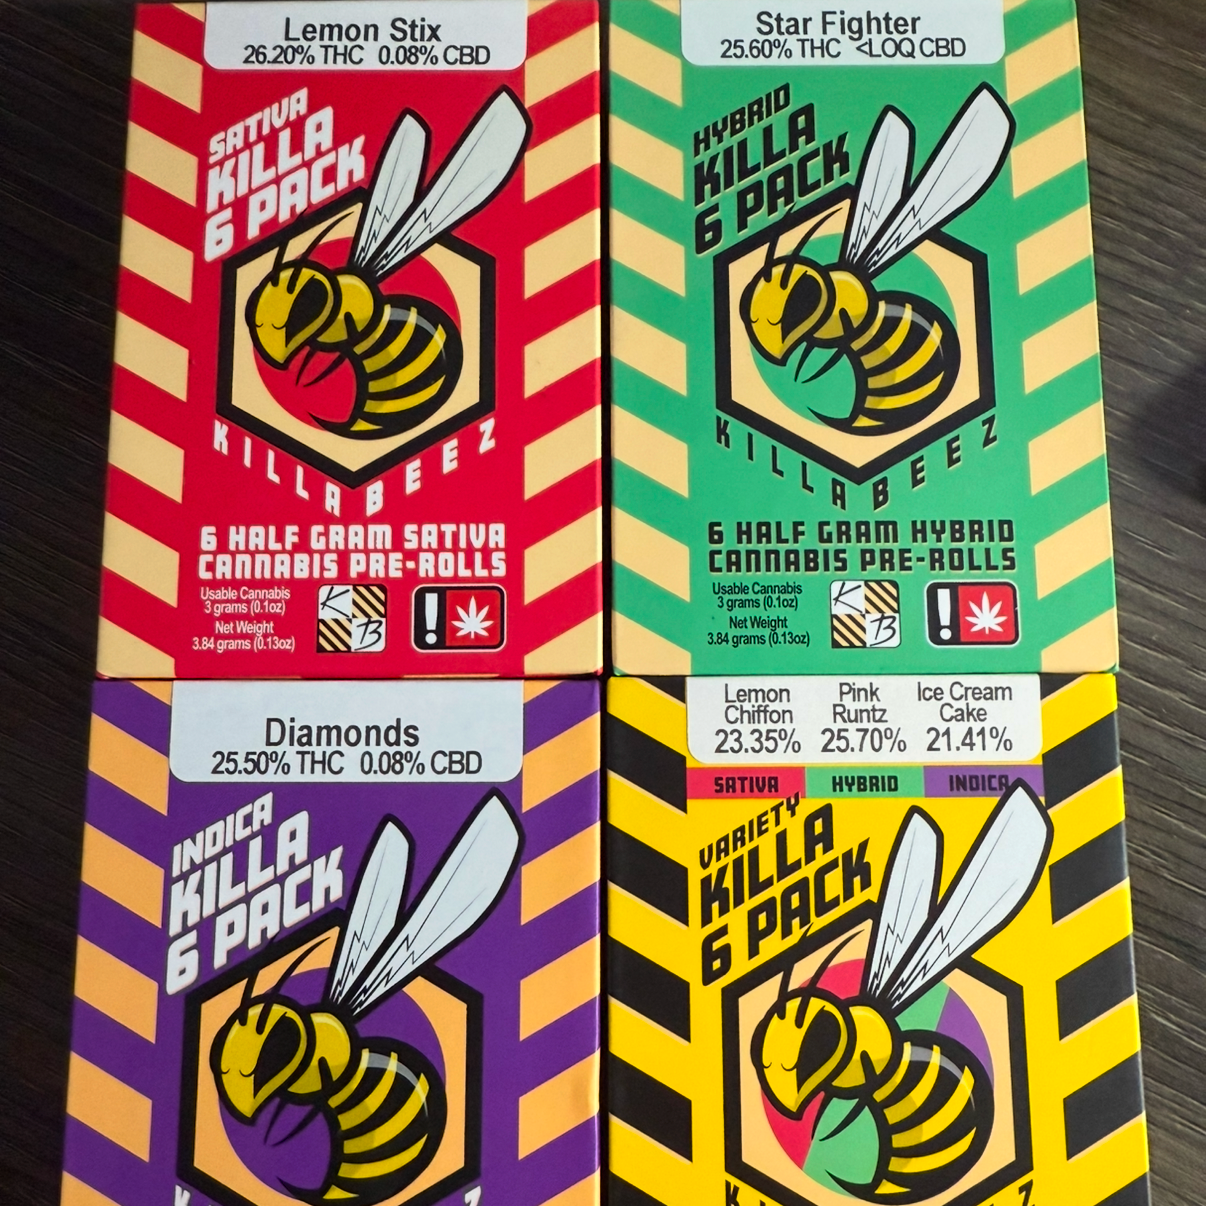 Lemon Stix
26.20% THC 0.08% CBD
SATIVA
KILLA
6 PACK
KILLA BEEZ
6 HALF GRAM SATIVA
CANNABIS PRE-ROLLS
Usable Cannabis
3 grams (0.1oz)
Net Weight
3.84 grams (0.13oz)
K
B
!
Star Fighter
25.60% THC <LOQ CBD
HYBRID
KILLA
6 PACK
KILLA BEEZ
6 HALF GRAM HYBRID
CANNABIS PRE-ROLLS
Usable Cannabis
3 grams (0.1oz)
Net Weight
3.84 grams (0.13oz)
K
B
!
Diamonds
25.50% THC 0.08% CBD
INDICA
KILLA
6 PACK
K Z
Lemon Chiffon
23.35%
SATIVA
Pink Runtz
25.70%
HYBRID
Ice Cream Cake
21.41%
INDICA
VARIETY
KILLA
6 PACK
K Z